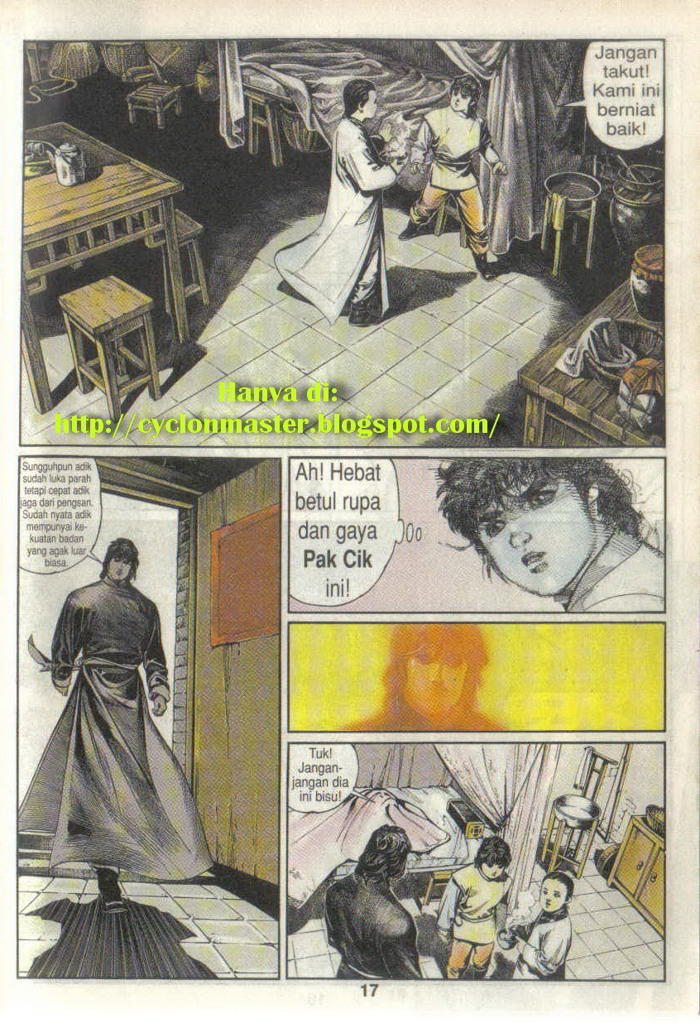 Jangan
takut!
Kami ini
berniat
baik!
Hanya di:
http://cyclonmaster.blogspot.com/
Sungguhpun adik
sudah luka parah
tetapi cepat adik
jaga dari pengsan.
Sudah nyata adik
mempunyai ke-
kuatan badan
yang agak luar
biasa.
Ah! Hebat
betul rupa
dan gaya
Pak Cik
ini!
Tuk!
Jangan-
jangan dia
ini bisu!
17